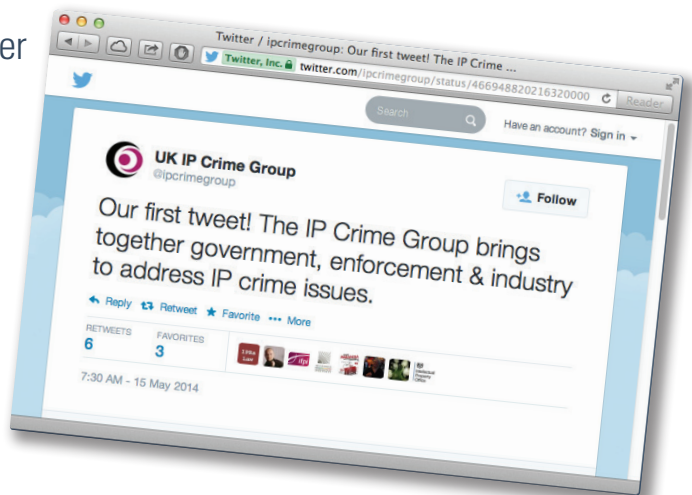 er
Twitter / ipcrimegroup: Our first tweet! The IP Crime ...
Twitter, Inc. twitter.com/ipcrimegroup/status/466948820216320000 Reader
Search Have an account? Sign in
UK IP Crime Group
@ipcrimegroup
Follow
Our first tweet! The IP Crime Group brings
together government, enforcement & industry
to address IP crime issues.
Reply Retweet Favorite More
RETWEETS FAVORITES
6 3
7:30 AM - 15 May 2014